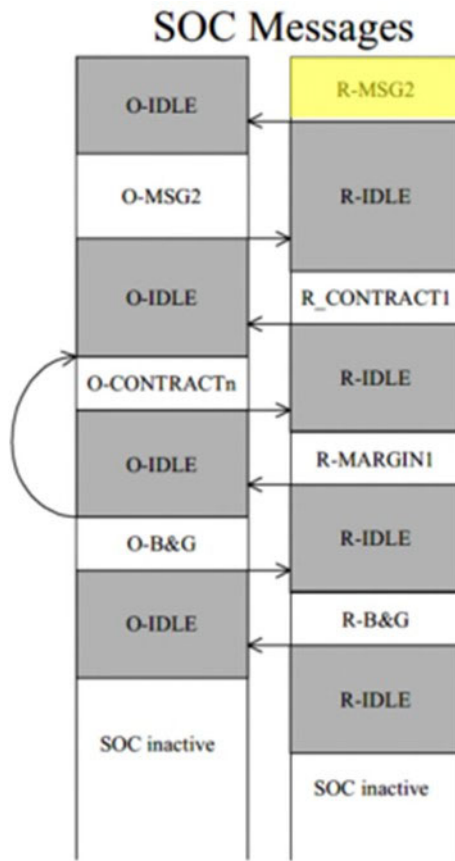 SOC Messages
O-IDLE
R-MSG2
O-MSG2
R-IDLE
O-IDLE
R_CONTRACT1
O-CONTRACTn
R-IDLE
O-IDLE
R-MARGIN1
O-B&G
R-IDLE
O-IDLE
R-B&G
R-IDLE
SOC inactive
SOC inactive